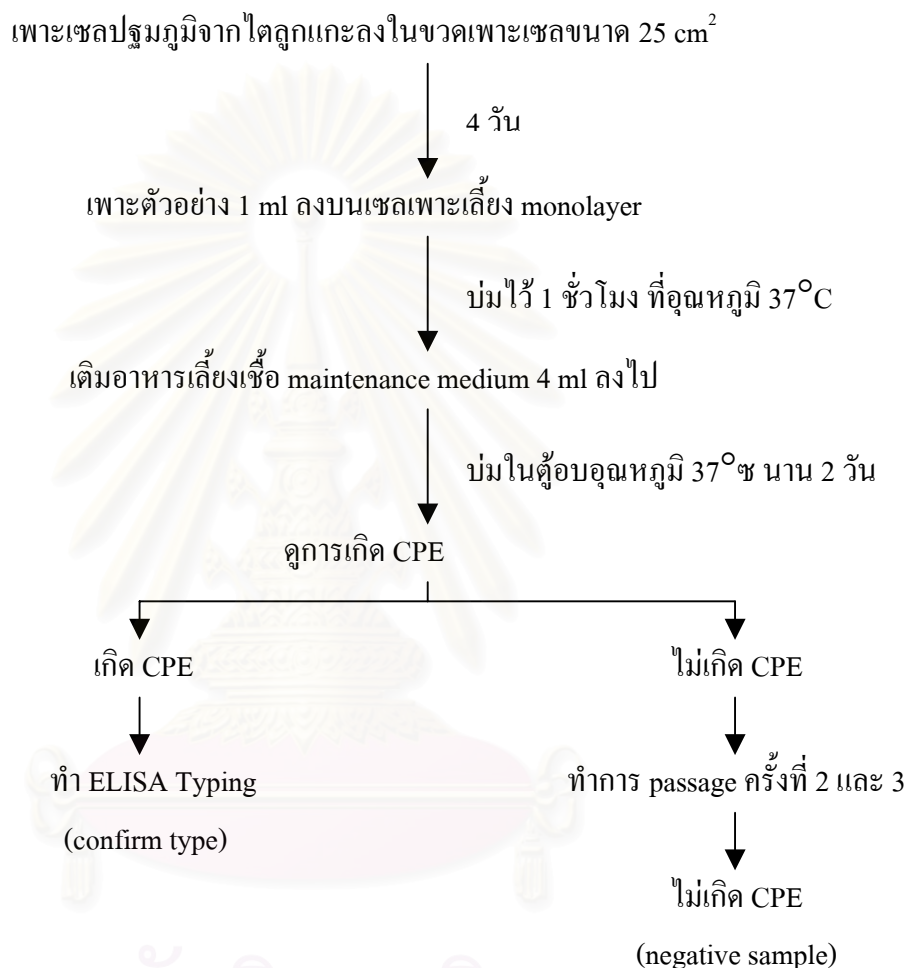 เพาะเซลปฐมภูมิจากไตลูกแกะลงในขวดเพาะเซลขนาด 25 cm²
4 วัน
เพาะตัวอย่าง 1 ml ลงบนเซลเพาะเลี้ยง monolayer
บ่มไว้ 1 ชั่วโมง ที่อุณหภูมิ 37°C
เติมอาหารเลี้ยงเชื้อ maintenance medium 4 ml ลงไป
บ่มในตู้อบอุณหภูมิ 37°ซ นาน 2 วัน
ดูการเกิด CPE
เกิด CPE
ไม่เกิด CPE
ทำ ELISA Typing
ทำการ passage ครั้งที่ 2 และ 3
(confirm type)
ไม่เกิด CPE
(negative sample)